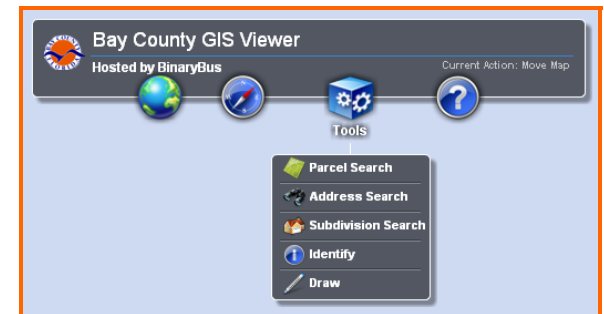 Bay County GIS Viewer
Hosted by BinaryBus
Current Action: Move Map
Tools
Parcel Search
Address Search
Subdivision Search
Identify
Draw